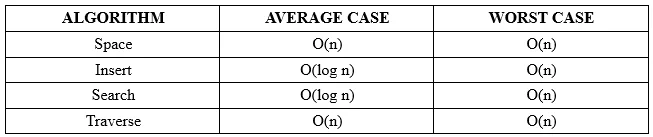 ALGORITHM AVERAGE CASE WORST CASE
Space O(n) O(n)
Insert O(log n) O(n)
Search O(log n) O(n)
Traverse O(n) O(n)